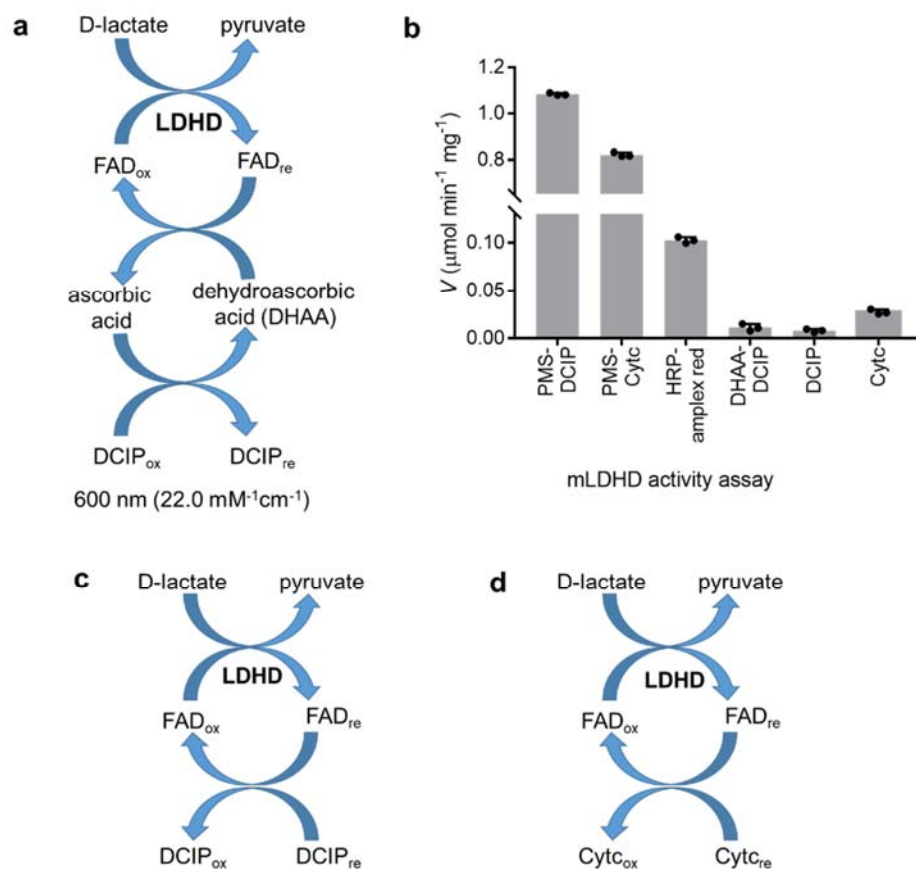 a
D-lactate pyruvate
LDHD
FADox FADre
ascorbic acid
dehydroascorbic acid (DHAA)
DCIPox DCIPre
600 nm (22.0 mM⁻¹cm⁻¹)
b
V (μmol min⁻¹ mg⁻¹)
1.2
1.0
0.8
0.10
0.05
0.00
PMS-
DCIP
PMS-
Cytc
HRP-
amplex red
DHAA-
DCIP
DCIP
Cytc
mLDHD activity assay
c
D-lactate pyruvate
LDHD
FADox FADre
DCIPox DCIPre
d
D-lactate pyruvate
LDHD
FADox FADre
Cytcox Cytcre